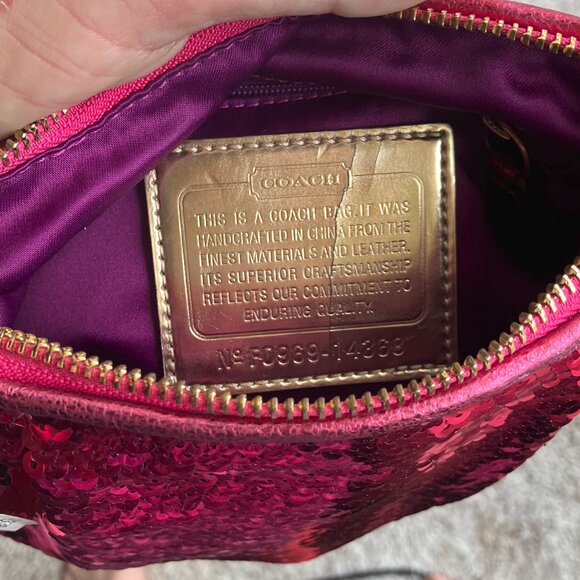 COACH
THIS IS A COACH BAG. IT WAS
HANDCRAFTED IN CHINA FROM THE
FINEST MATERIALS AND LEATHER.
ITS SUPERIOR CRAFTSMANSHIP
REFLECTS OUR COMMITMENT TO
ENDURING QUALITY.
Nº F0969-14368